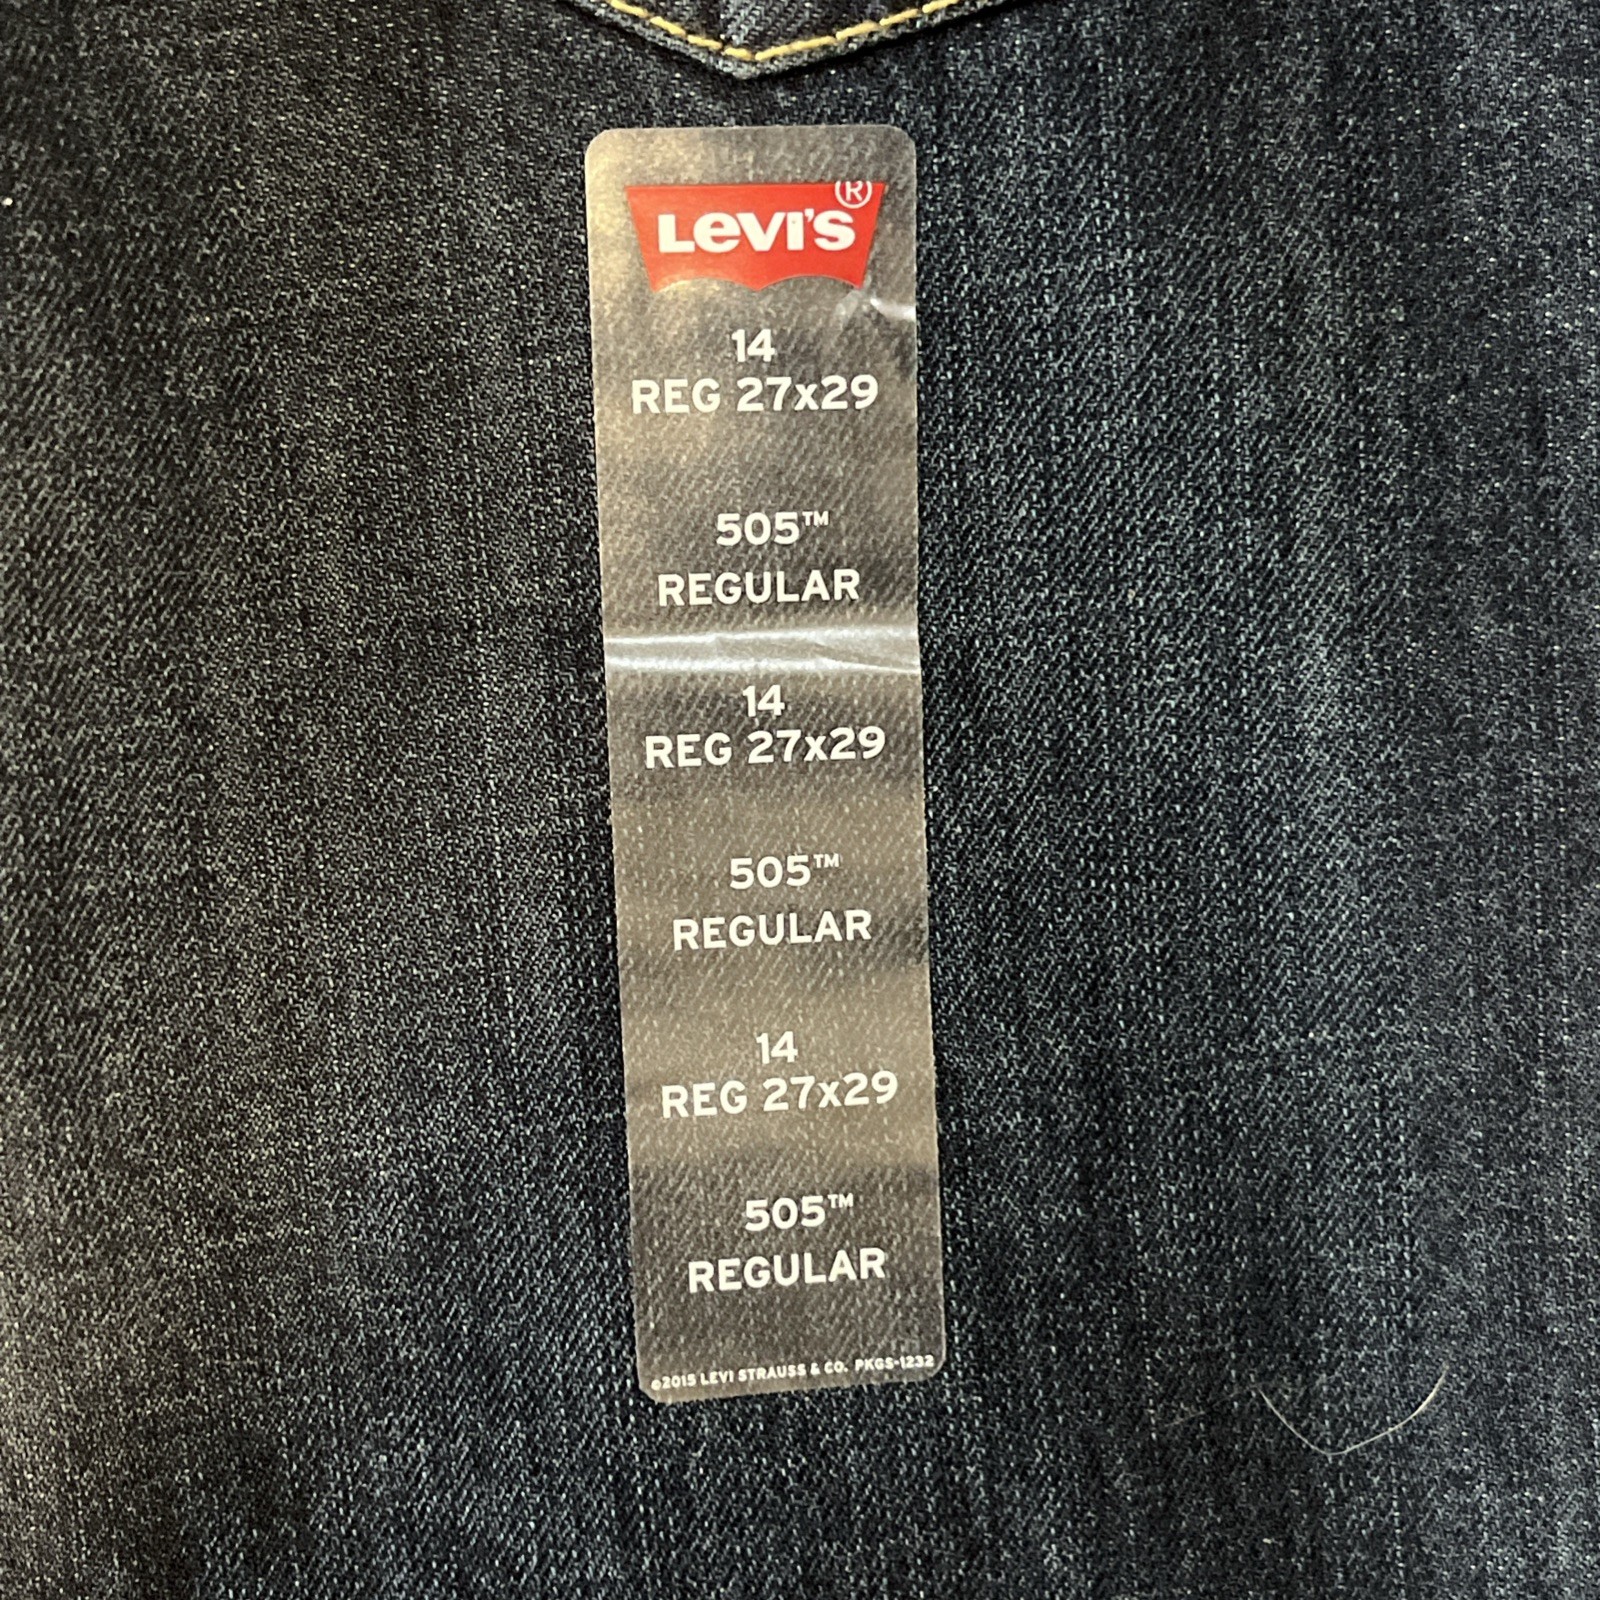 LEVI'S®
14
REG 27x29
505™
REGULAR
14
REG 27x29
505™
REGULAR
14
REG 27x29
505™
REGULAR
©2015 LEVI STRAUSS & CO. PKGS-1232